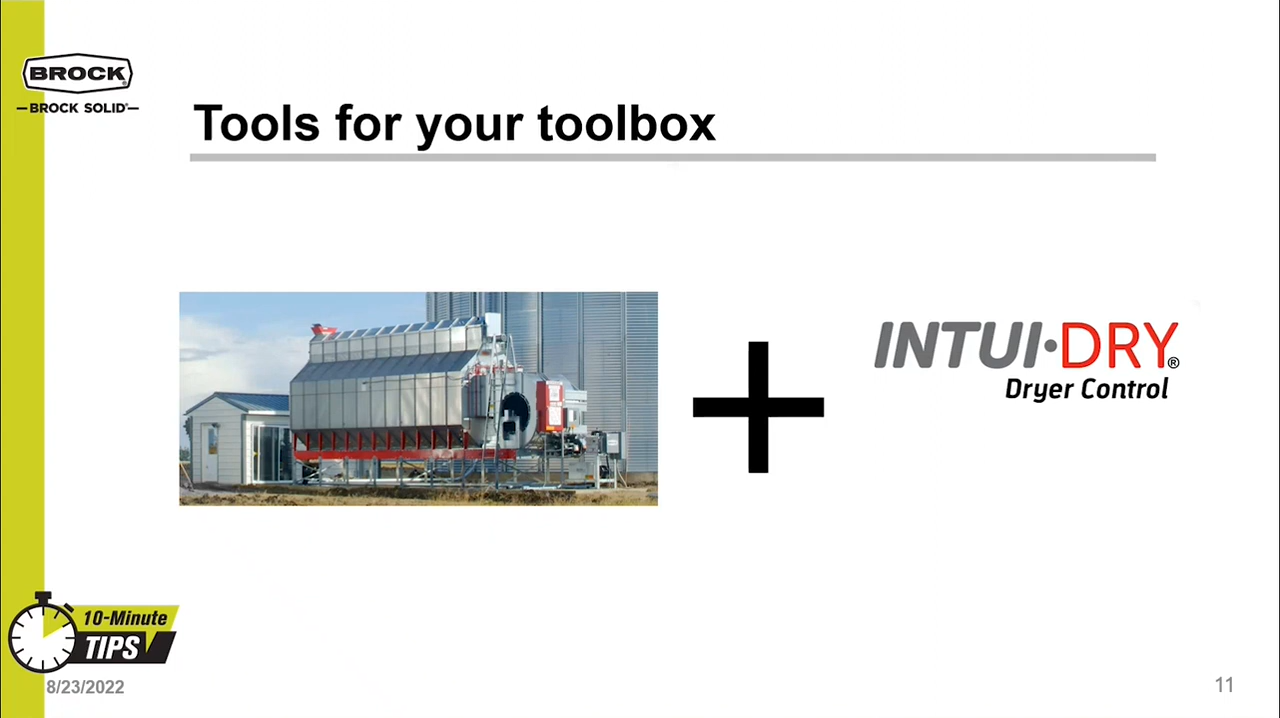 BROCK®
BROCK SOLID®
Tools for your toolbox
INTUI·DRY®
Dryer Control
10-Minute
TIPS
8/23/2022
11